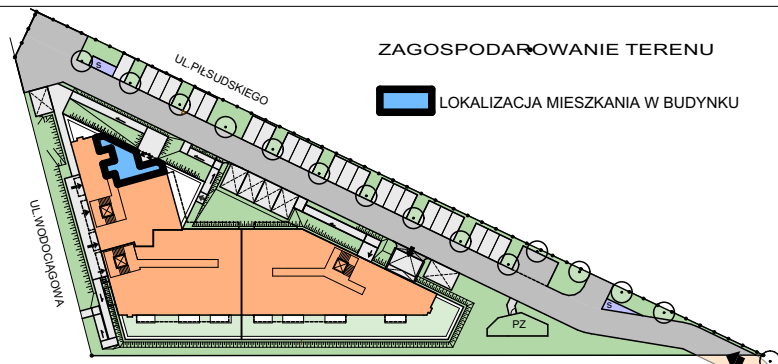 ZAGOSPODAROWANIE TERENU
UL.PIŁSUDSKIEGO
LOKALIZACJA MIESZKANIA W BUDYNKU
UL.WODOCIĄGOWA
Ś
Ś
PZ